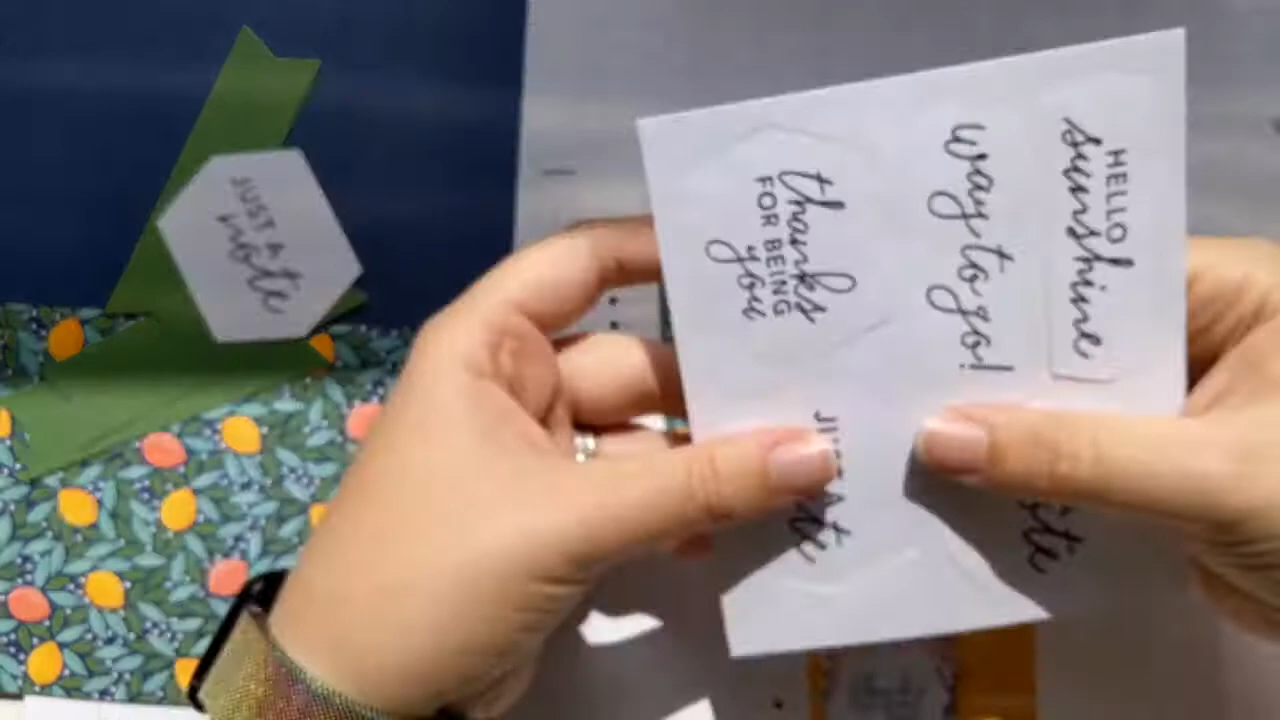 JUST A
note
HELLO
sunshine
way to go!
thanks
FOR BEING
you